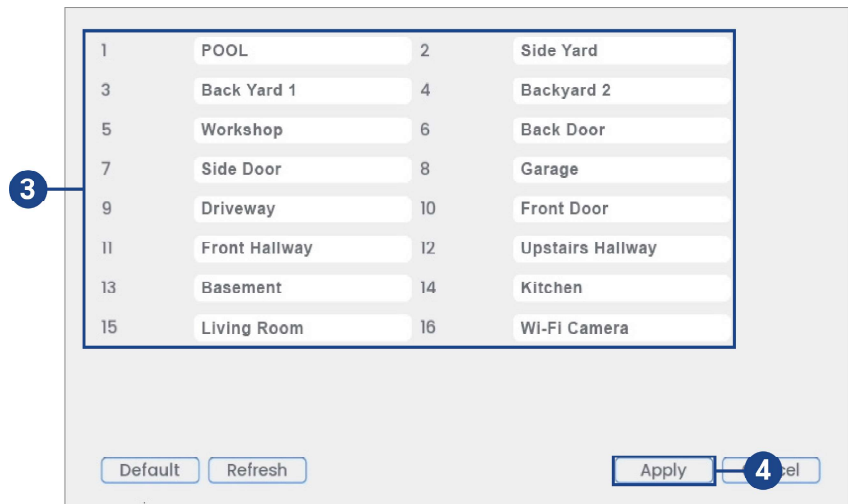 1 POOL 2 Side Yard
3 Back Yard 1 4 Backyard 2
5 Workshop 6 Back Door
7 Side Door 8 Garage
3
9 Driveway 10 Front Door
11 Front Hallway 12 Upstairs Hallway
13 Basement 14 Kitchen
15 Living Room 16 Wi-Fi Camera
Default Refresh Apply 4